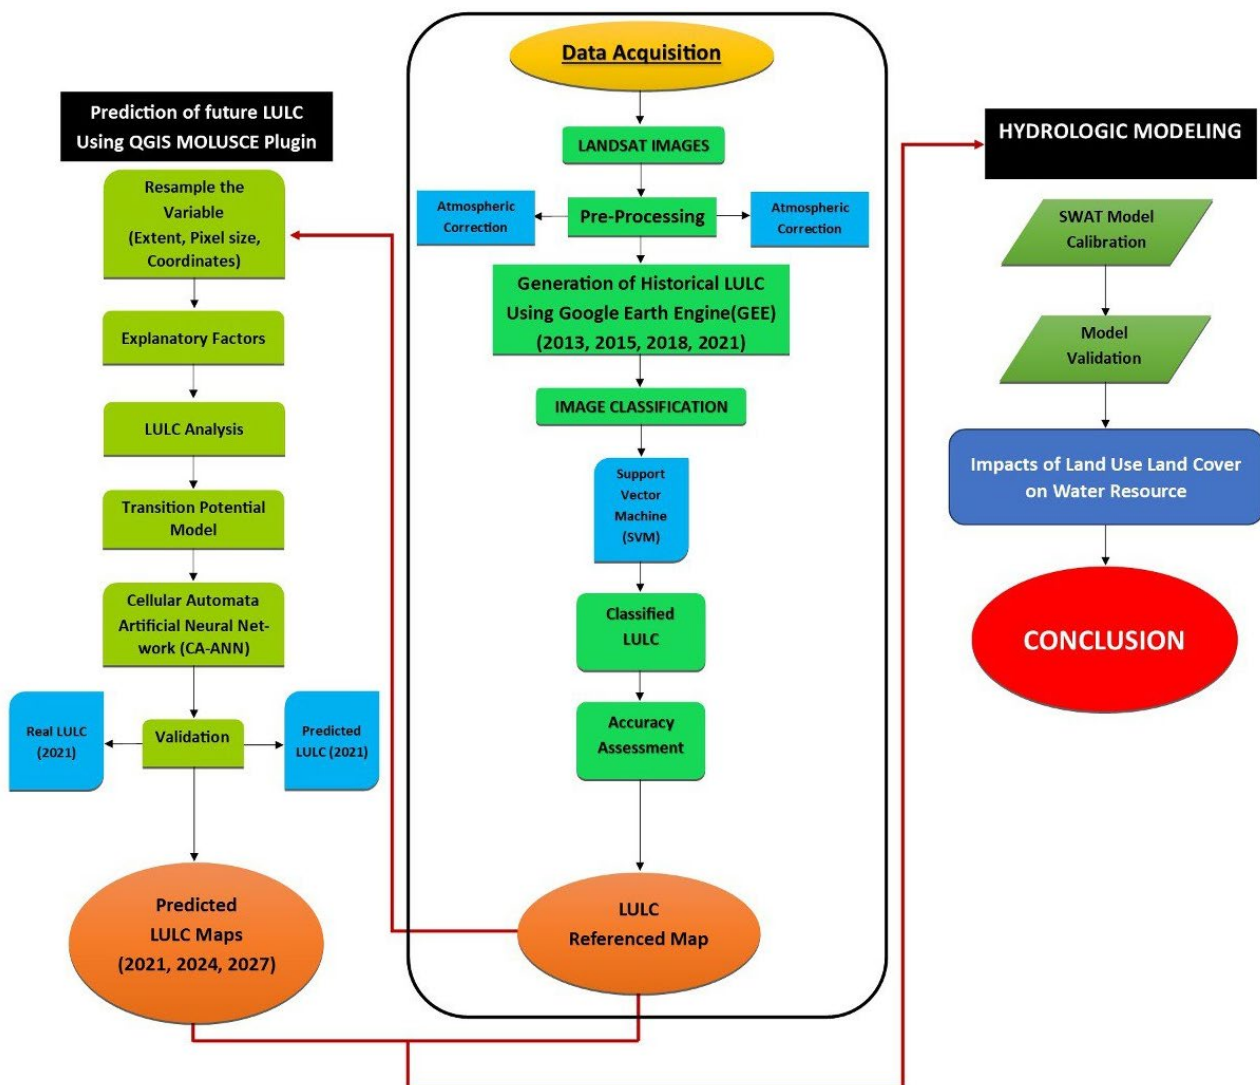 Data Acquisition
LANDSAT IMAGES
Atmospheric
Correction
Pre-Processing
Atmospheric
Correction
Generation of Historical LULC
Using Google Earth Engine(GEE)
(2013, 2015, 2018, 2021)
IMAGE CLASSIFICATION
Support
Vector
Machine
(SVM)
Classified
LULC
Accuracy
Assessment
LULC
Referenced Map
Prediction of future LULC
Using QGIS MOLUSCE Plugin
Resample the
Variable
(Extent, Pixel size,
Coordinates)
Explanatory Factors
LULC Analysis
Transition Potential
Model
Cellular Automata
Artificial Neural Net-
work (CA-ANN)
Real LULC
(2021)
Validation
Predicted
LULC (2021)
Predicted
LULC Maps
(2021, 2024, 2027)
HYDROLOGIC MODELING
SWAT Model
Calibration
Model
Validation
Impacts of Land Use Land Cover
on Water Resource
CONCLUSION